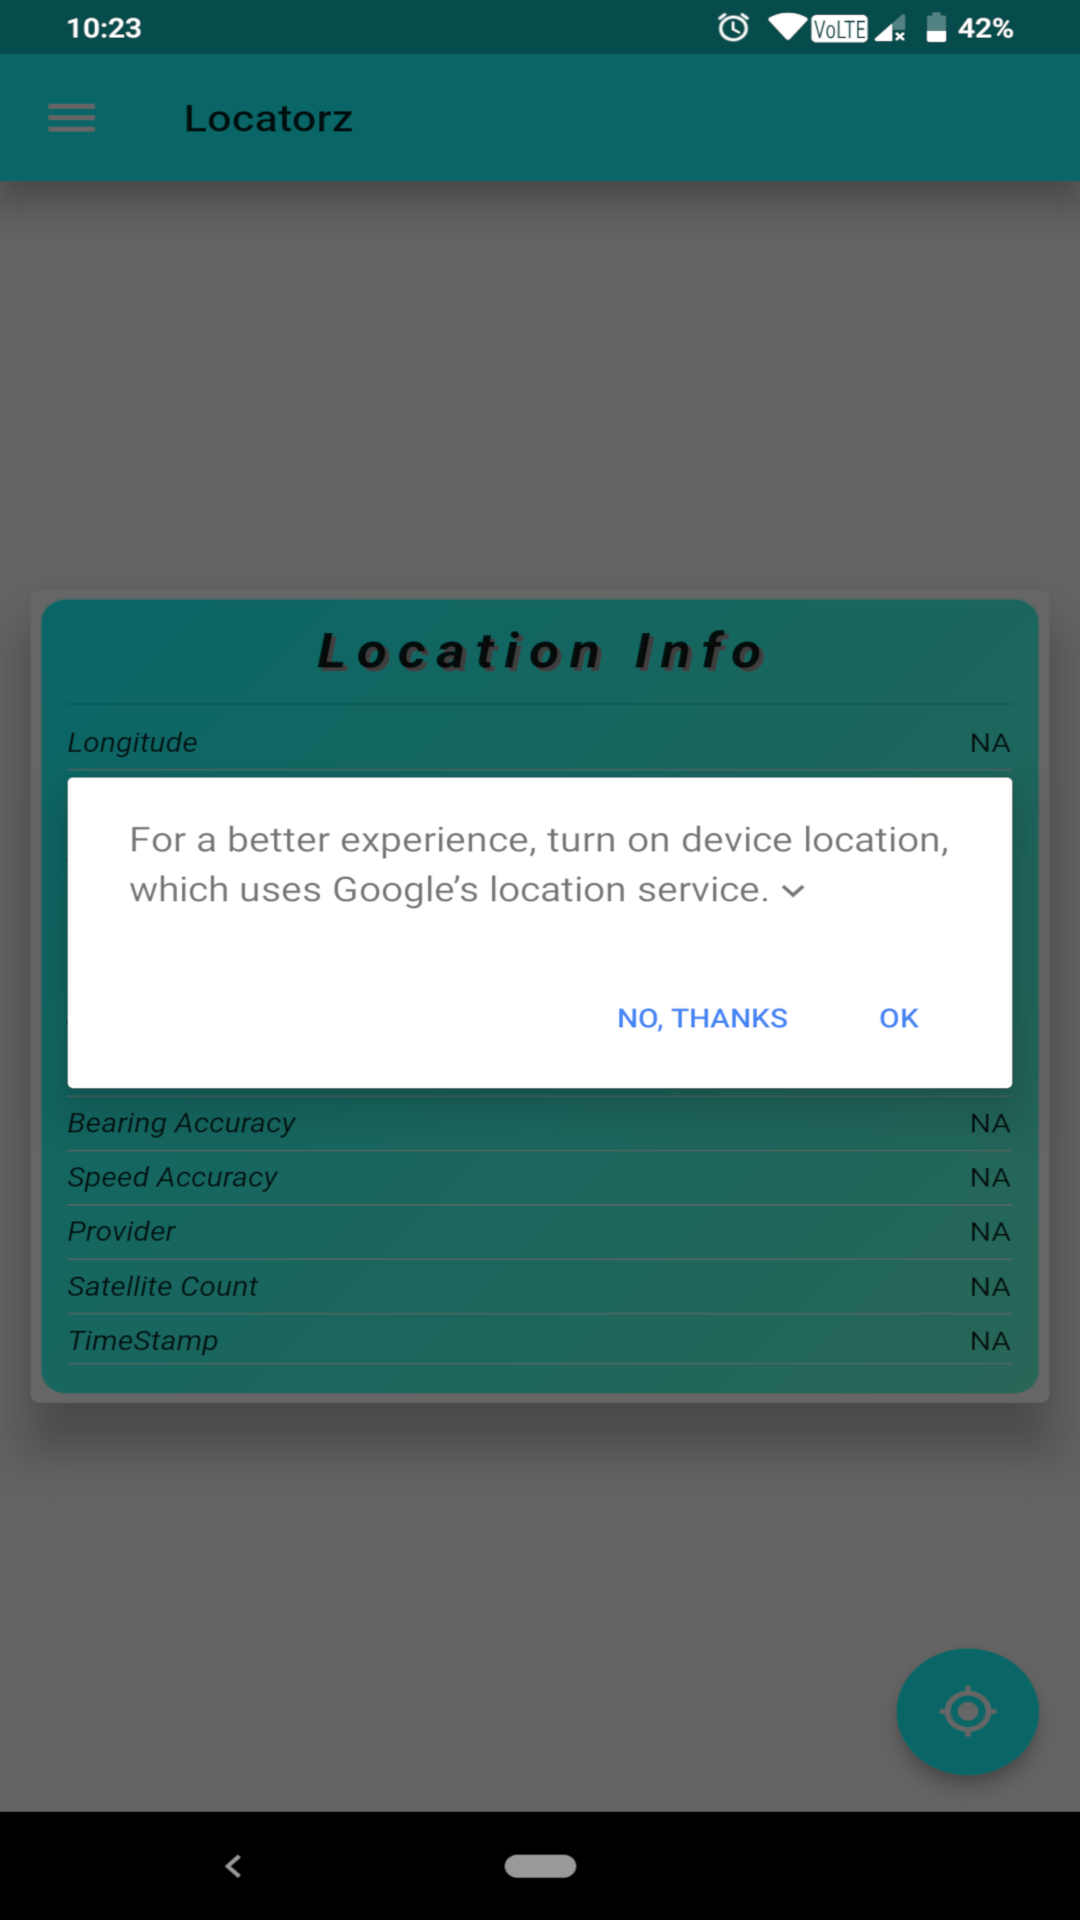 10:23
VoLTE
42%
Locatorz
Location Info
Longitude NA
For a better experience, turn on device location,
which uses Google’s location service.
NO, THANKS OK
Bearing Accuracy NA
Speed Accuracy NA
Provider NA
Satellite Count NA
TimeStamp NA